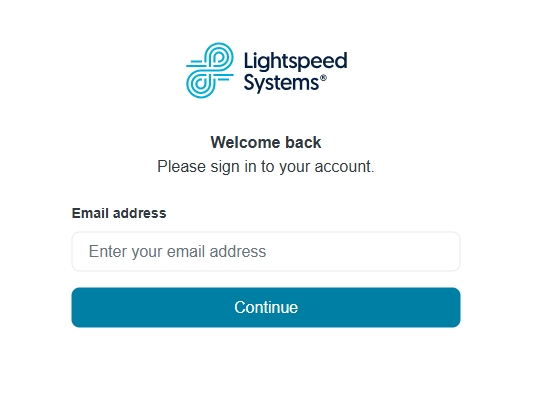 Lightspeed
Systems®
Welcome back
Please sign in to your account.
Email address
Enter your email address
Continue